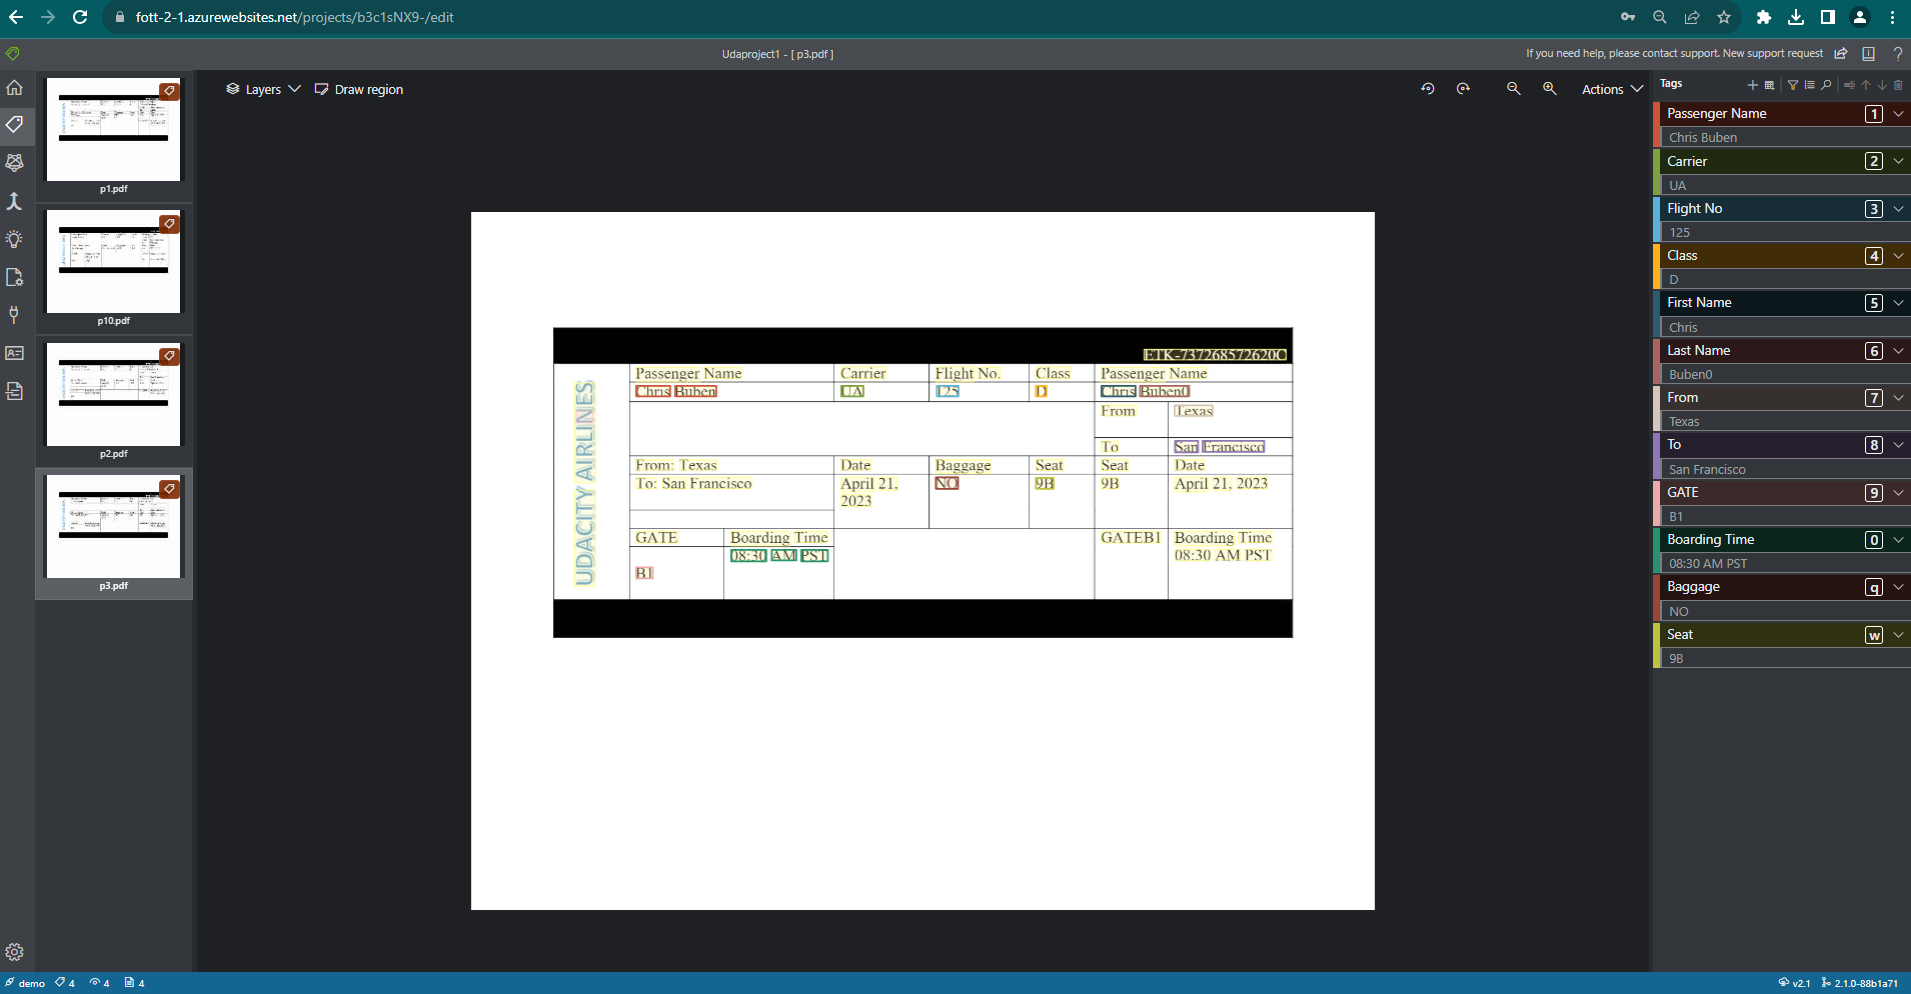 fott-2-1.azurewebsites.net/projects/b3c1sNX9-/edit
Udaproject1 - [ p3.pdf ]
If you need help, please contact support. New support request
p1.pdf
p10.pdf
p2.pdf
p3.pdf
Layers
Draw region
Actions
ETK-737268572620C
UDACITY AIRLINES
Passenger Name Carrier Flight No. Class Passenger Name
Chris Buben UA 125 D Chris Buben0
From Texas
To San Francisco
From: Texas Date Baggage Seat Seat Date
To: San Francisco April 21, NO 9B 9B April 21, 2023
2023
GATE Boarding Time GATEB1 Boarding Time
08:30 AM PST 08:30 AM PST
B1
Tags
Passenger Name 1
Chris Buben
Carrier 2
UA
Flight No 3
125
Class 4
D
First Name 5
Chris
Last Name 6
Buben0
From 7
Texas
To 8
San Francisco
GATE 9
B1
Boarding Time 0
08:30 AM PST
Baggage q
NO
Seat w
9B
demo 4 4 4
v2.1 2.1.0-88b1a71